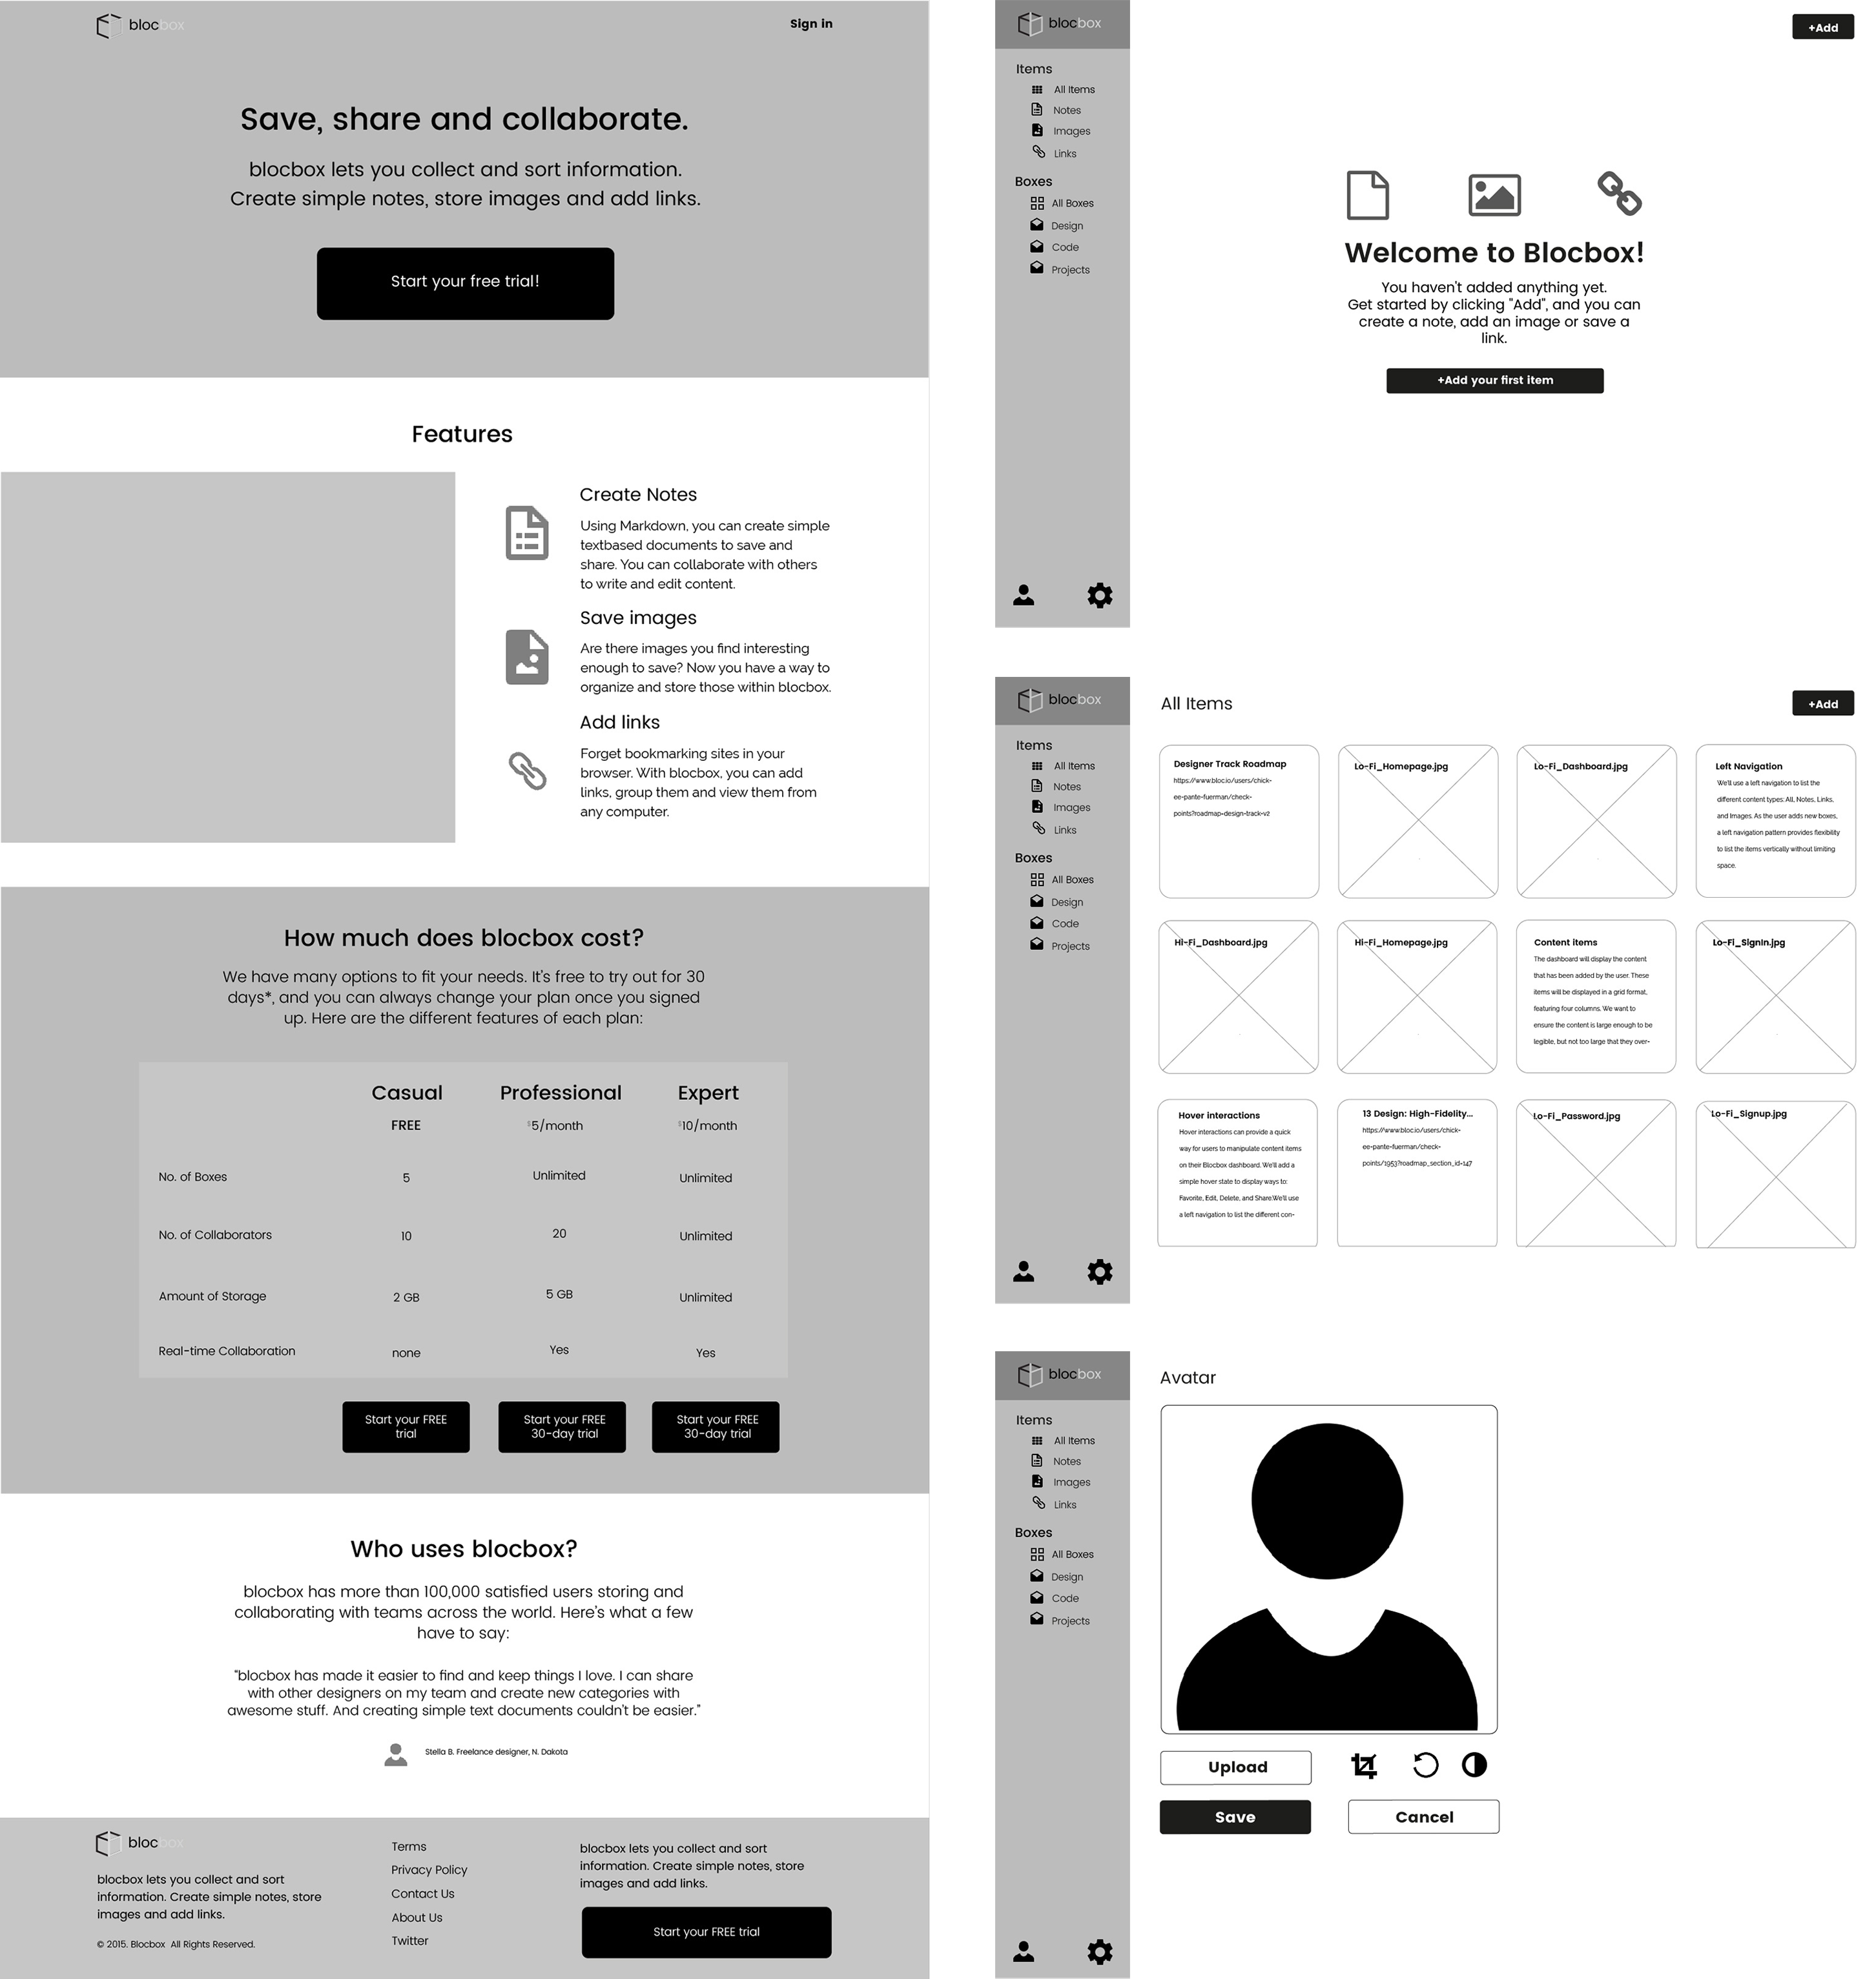 blocbox
Sign in
Save, share and collaborate.
blocbox lets you collect and sort information.
Create simple notes, store images and add links.
Start your free trial!
Features
Create Notes
Using Markdown, you can create simple
textbased documents to save and
share. You can collaborate with others
to write and edit content.
Save images
Are there images you find interesting
enough to save? Now you have a way to
organize and store those within blocbox.
Add links
Forget bookmarking sites in your
browser. With blocbox, you can add
links, group them and view them from
any computer.
How much does blocbox cost?
We have many options to fit your needs. It's free to try out for 30
days*, and you can always change your plan once you signed
up. Here are the different features of each plan:
Casual Professional Expert
FREE $5/month $10/month
No. of Boxes 5 Unlimited Unlimited
No. of Collaborators 10 20 Unlimited
Amount of Storage 2 GB 5 GB Unlimited
Real-time Collaboration none Yes Yes
Start your FREE
trial
Start your FREE
30-day trial
Start your FREE
30-day trial
Who uses blocbox?
blocbox has more than 100,000 satisfied users storing and
collaborating with teams across the world. Here's what a few
have to say:
"blocbox has made it easier to find and keep things I love. I can share
with other designers on my team and create new categories with
awesome stuff. And creating simple text documents couldn't be easier."
Stella B. Freelance designer, N. Dakota
blocbox
blocbox lets you collect and sort
information. Create simple notes, store
images and add links.
© 2015. Blocbox All Rights Reserved.
Terms
Privacy Policy
Contact Us
About Us
Twitter
blocbox lets you collect and sort
information. Create simple notes, store
images and add links.
Start your FREE trial
blocbox
Items
All Items
Notes
Images
Links
Boxes
All Boxes
Design
Code
Projects
+Add
Welcome to Blocbox!
You haven't added anything yet.
Get started by clicking "Add", and you can
create a note, add an image or save a
link.
+Add your first item
blocbox
Items
All Items
Notes
Images
Links
Boxes
All Boxes
Design
Code
Projects
All Items
+Add
Designer Track Roadmap
https://www.bloc.io/users/chick-
ee-pante-fuerman/check-
points?roadmap=design-track-v2
Lo-Fi_Homepage.jpg
Lo-Fi_Dashboard.jpg
Left Navigation
We'll use a left navigation to list the
different content types: All, Notes, Links,
and Images. As the user adds new boxes,
a left navigation pattern provides flexibility
to list the items vertically without limiting
space.
Hi-Fi_Dashboard.jpg
Hi-Fi_Homepage.jpg
Content items
The dashboard will display the content
that has been added by the user. These
items will be displayed in a grid format,
featuring four columns. We want to
ensure the content is large enough to be
legible, but not too large that they over-
Lo-Fi_SignIn.jpg
Hover interactions
Hover interactions can provide a quick
way for users to manipulate content items
on their Blocbox dashboard. We'll add a
simple hover state to display ways to:
Favorite, Edit, Delete, and Share.We'll use
a left navigation to list the different con-
13 Design: High-Fidelity...
https://www.bloc.io/users/chick-
ee-pante-fuerman/check-
points/1953?roadmap_section_id=147
Lo-Fi_Password.jpg
Lo-Fi_Signup.jpg
blocbox
Items
All Items
Notes
Images
Links
Boxes
All Boxes
Design
Code
Projects
Avatar
Upload
Save
Cancel